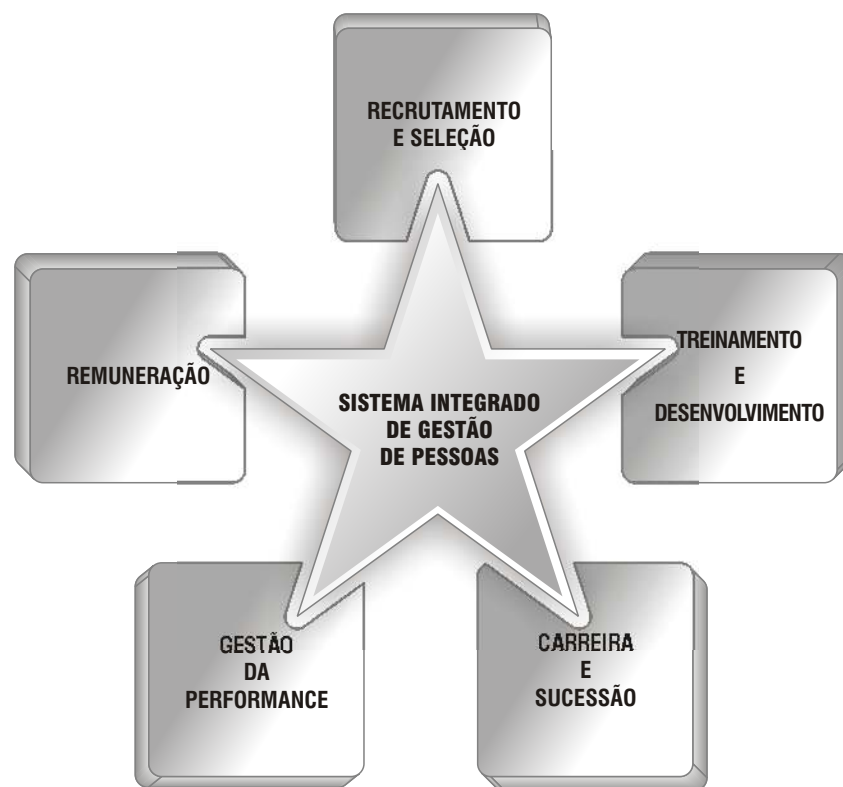 RECRUTAMENTO
E SELEÇÃO
REMUNERAÇÃO
TREINAMENTO
E
DESENVOLVIMENTO
SISTEMA INTEGRADO
DE GESTÃO
DE PESSOAS
GESTÃO
DA
PERFORMANCE
CARREIRA
E
SUCESSÃO